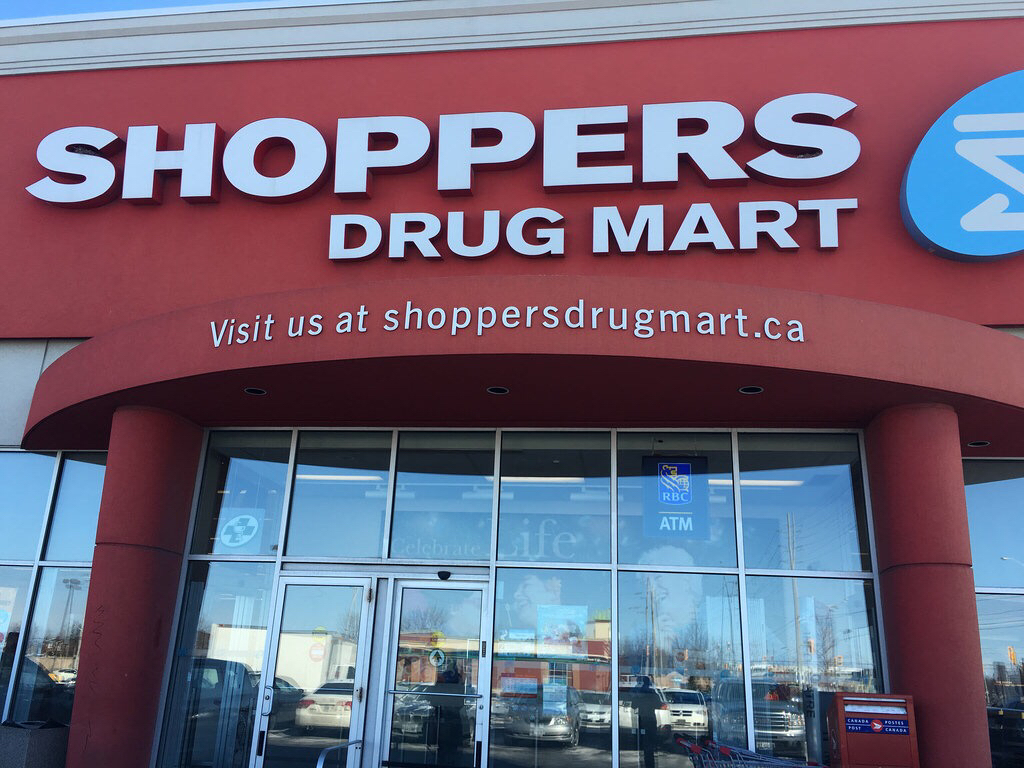 SHOPPERS
DRUG MART
Visit us at shoppersdrugmart.ca
RBC
ATM
Celebrate Life
CANADA POSTES
POST CANADA